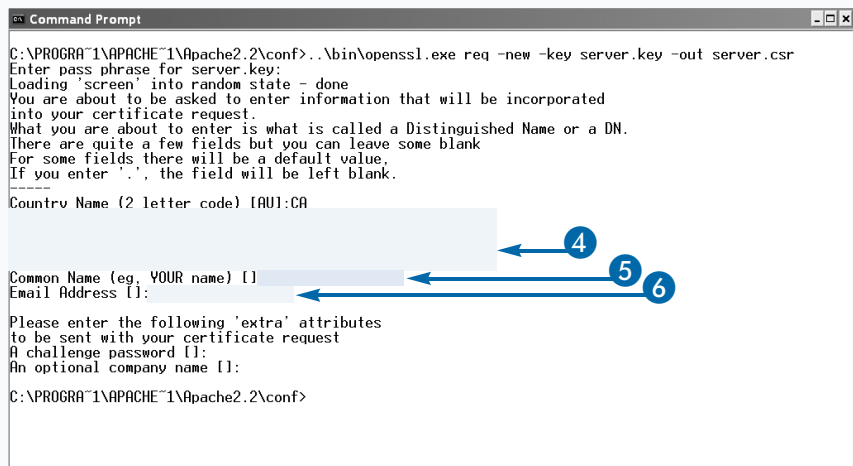 Command Prompt
C:\PROGRA~1\APACHE~1\Apache2.2\conf>..\bin\openssl.exe req -new -key server.key -out server.csr
Enter pass phrase for server.key:
Loading 'screen' into random state - done
You are about to be asked to enter information that will be incorporated
into your certificate request.
What you are about to enter is what is called a Distinguished Name or a DN.
There are quite a few fields but you can leave some blank
For some fields there will be a default value,
If you enter '.', the field will be left blank.
-----
Country Name (2 letter code) [AU]:CA
4
Common Name (eg, YOUR name) []
5
Email Address []:
6
Please enter the following 'extra' attributes
to be sent with your certificate request
A challenge password []:
An optional company name []:
C:\PROGRA~1\APACHE~1\Apache2.2\conf>